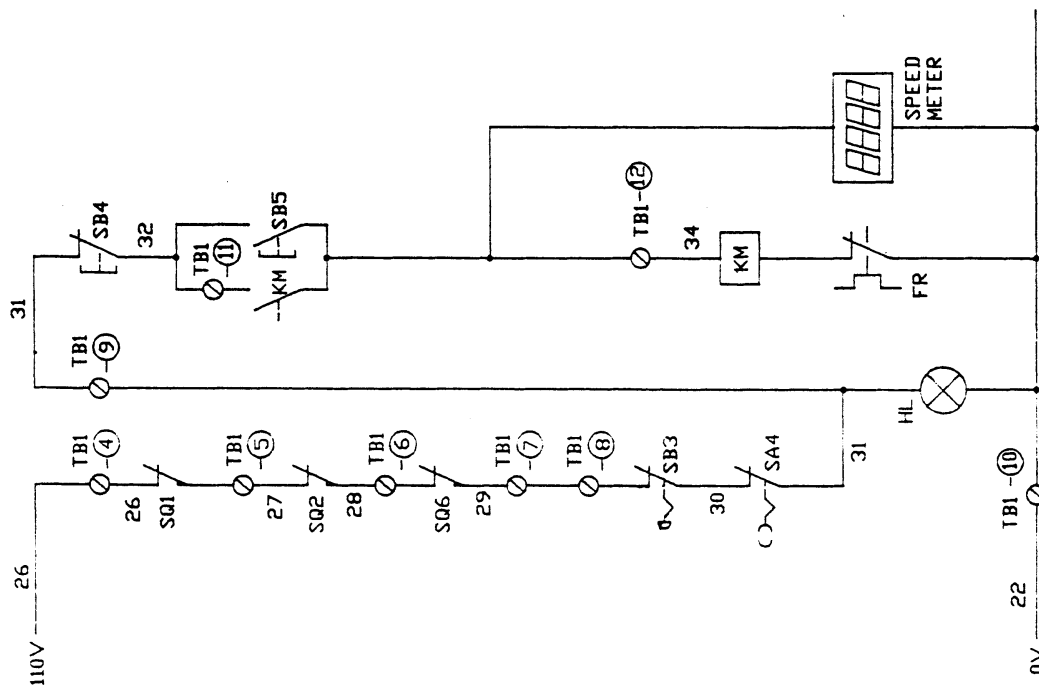 110V
26
TB1
-④
26
SQ1
TB1
-⑤
27
SQ2
28
TB1
-⑥
SQ6
29
TB1
-⑦
TB1
-⑧
SB3
30
SA4
31
31
TB1
-⑨
HL
SB4
32
TB1
-⑪
KM
SB5
TB1-⑫
34
KM
FR
SPEED
METER
0V
22
TB1 -⑩